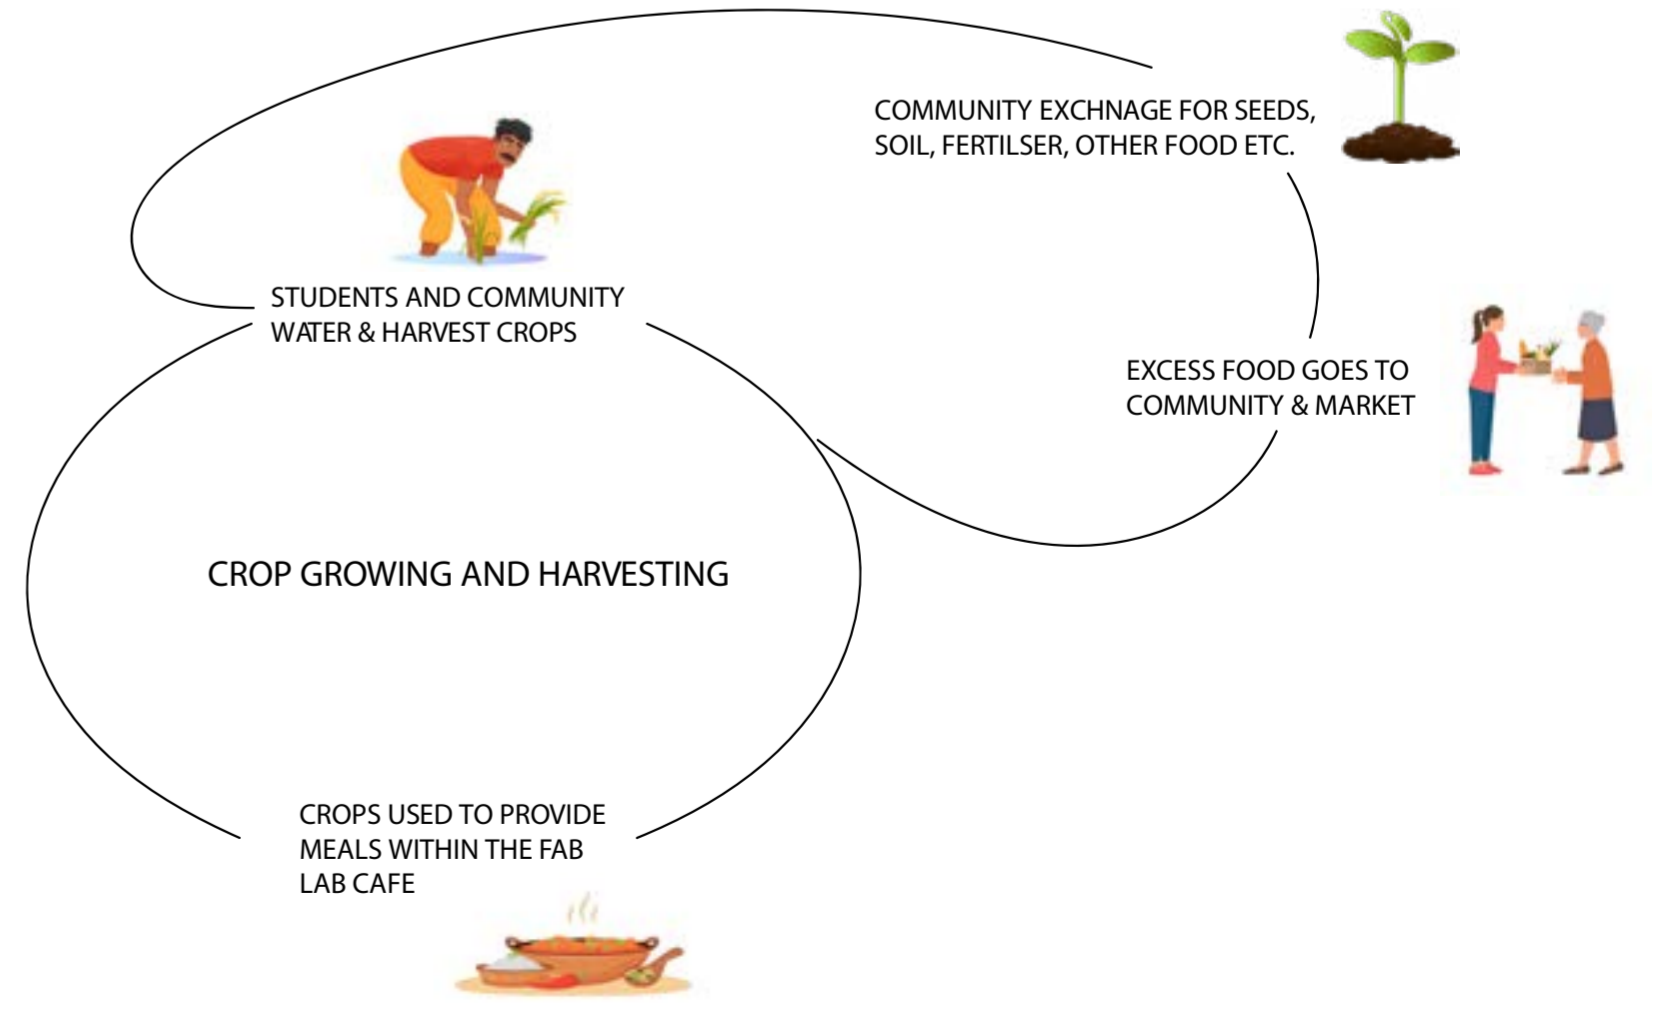 COMMUNITY EXCHNAGE FOR SEEDS,
SOIL, FERTILSER, OTHER FOOD ETC.
STUDENTS AND COMMUNITY
WATER & HARVEST CROPS
EXCESS FOOD GOES TO
COMMUNITY & MARKET
CROP GROWING AND HARVESTING
CROPS USED TO PROVIDE
MEALS WITHIN THE FAB
LAB CAFE